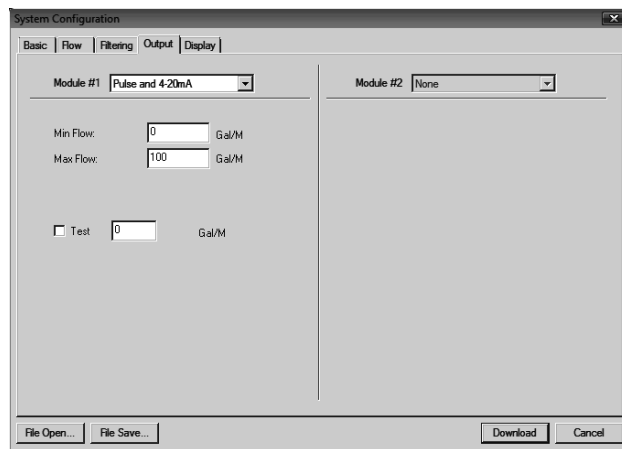 System Configuration
Basic Flow Filtering Output Display
Module #1 Pulse and 4-20mA
Module #2 None
Min Flow: 0 Gal/M
Max Flow: 100 Gal/M
Test 0 Gal/M
File Open... File Save... Download Cancel